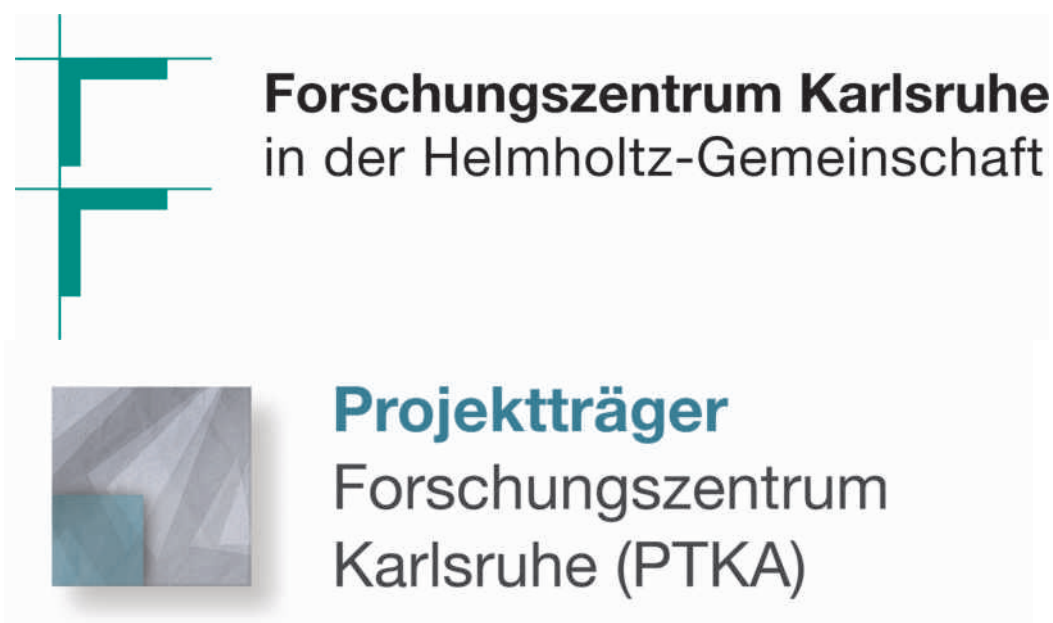 Forschungszentrum Karlsruhe
in der Helmholtz-Gemeinschaft
Projektträger
Forschungszentrum
Karlsruhe (PTKA)